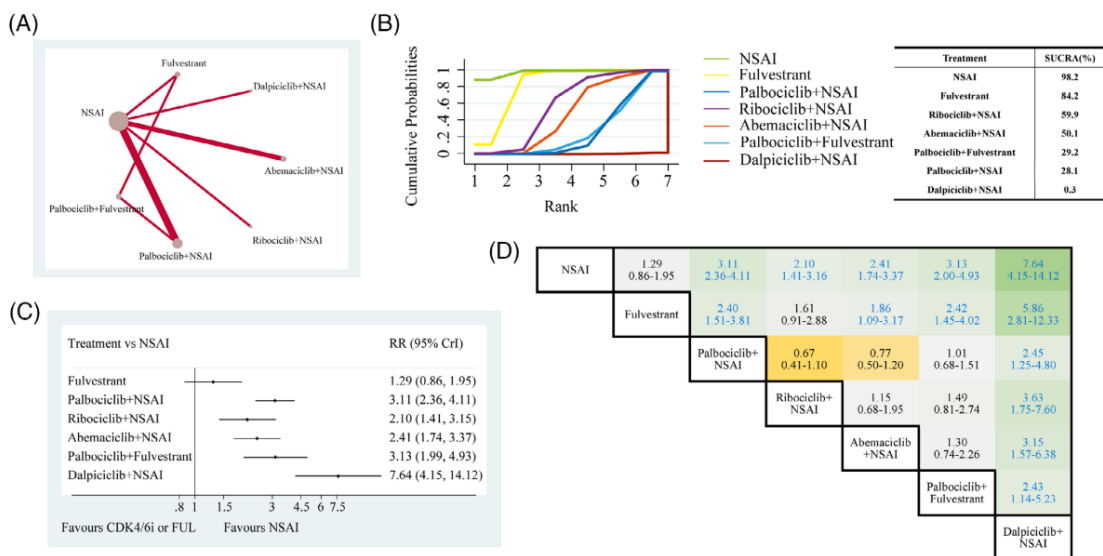 (A)
Fulvestrant
Dalpiciclib+NSAI
NSAI
Abemaciclib+NSAI
Palbociclib+Fulvestrant
Ribociclib+NSAI
Palbociclib+NSAI
(B)
Cumulative Probabilities
0 .2 .4 .6 .8 1
1 2 3 4 5 6 7
Rank
NSAI
Fulvestrant
Palbociclib+NSAI
Ribociclib+NSAI
Abemaciclib+NSAI
Palbociclib+Fulvestrant
Dalpiciclib+NSAI
Treatment SUCRA(%)
NSAI 98.2
Fulvestrant 84.2
Ribociclib+NSAI 59.9
Abemaciclib+NSAI 50.1
Palbociclib+Fulvestrant 29.2
Palbociclib+NSAI 28.1
Dalpiciclib+NSAI 0.3
(C)
Treatment vs NSAI RR (95% CrI)
Fulvestrant 1.29 (0.86, 1.95)
Palbociclib+NSAI 3.11 (2.36, 4.11)
Ribociclib+NSAI 2.10 (1.41, 3.15)
Abemaciclib+NSAI 2.41 (1.74, 3.37)
Palbociclib+Fulvestrant 3.13 (1.99, 4.93)
Dalpiciclib+NSAI 7.64 (4.15, 14.12)
.8 1 1.5 3 4.5 6 7.5
Favours CDK4/6i or FUL Favours NSAI
(D)
NSAI
1.29 3.11 2.10 2.41 3.13 7.64
0.86-1.95 2.36-4.11 1.41-3.16 1.74-3.37 2.00-4.93 4.15-14.12
Fulvestrant
2.40 1.61 1.86 2.42 5.86
1.51-3.81 0.91-2.88 1.09-3.17 1.45-4.02 2.81-12.33
Palbociclib+
NSAI
0.67 0.77 1.01 2.45
0.41-1.10 0.50-1.20 0.68-1.51 1.25-4.80
Ribociclib+
NSAI
1.15 1.49 3.63
0.68-1.95 0.81-2.74 1.75-7.60
Abemaciclib
+NSAI
1.30 3.15
0.74-2.26 1.57-6.38
Palbociclib+
Fulvestrant
2.43
1.14-5.23
Dalpiciclib+
NSAI